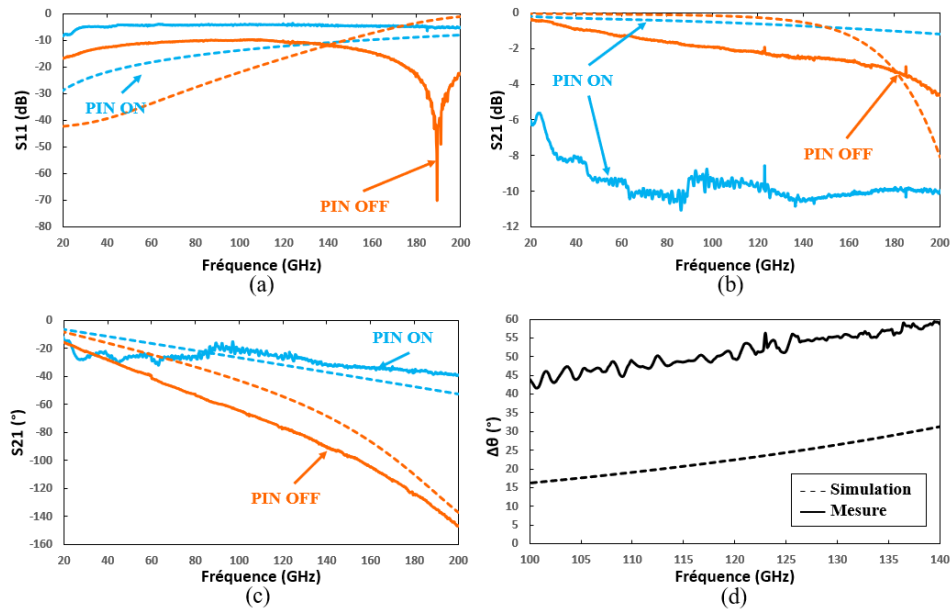 0
-10
-20
-30
-40
-50
-60
-70
-80
S11 (dB)
PIN ON
PIN OFF
20 40 60 80 100 120 140 160 180 200
Fréquence (GHz)
(a)
0
-2
-4
-6
-8
-10
-12
S21 (dB)
PIN ON
PIN OFF
20 40 60 80 100 120 140 160 180 200
Fréquence (GHz)
(b)
0
-20
-40
-60
-80
-100
-120
-140
-160
S21 (°)
PIN ON
PIN OFF
20 40 60 80 100 120 140 160 180 200
Fréquence (GHz)
(c)
60
55
50
45
40
35
30
25
20
15
10
5
0
Δθ (°)
Simulation
Mesure
100 105 110 115 120 125 130 135 140
Fréquence (GHz)
(d)